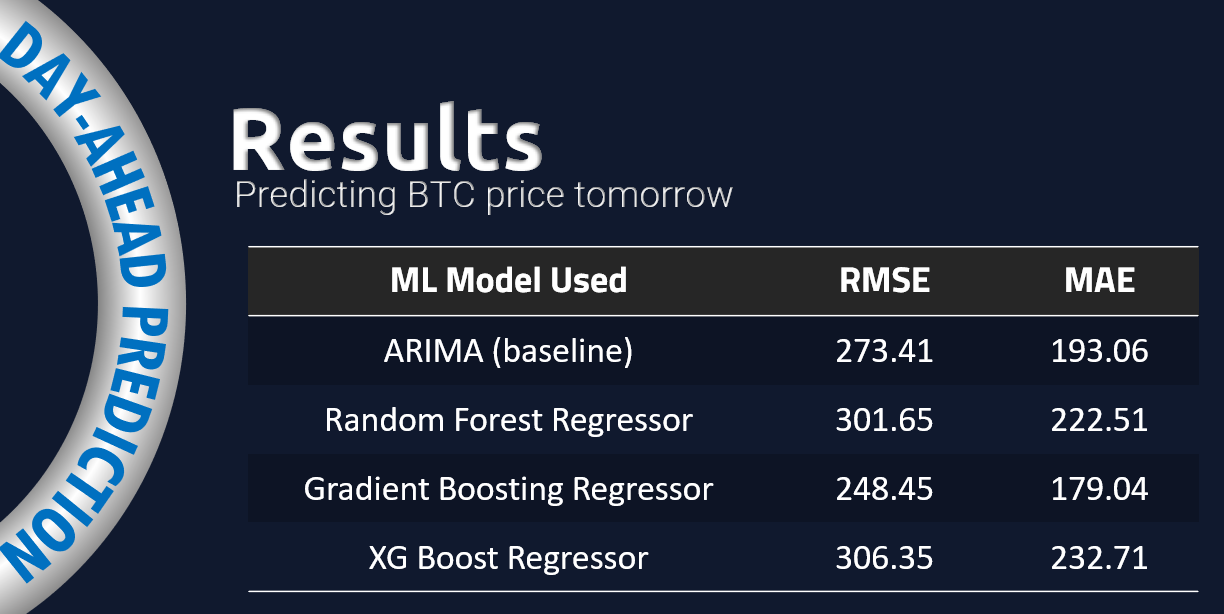 DAY-AHEAD PREDICTION
Results
Predicting BTC price tomorrow
ML Model Used RMSE MAE
ARIMA (baseline) 273.41 193.06
Random Forest Regressor 301.65 222.51
Gradient Boosting Regressor 248.45 179.04
XG Boost Regressor 306.35 232.71